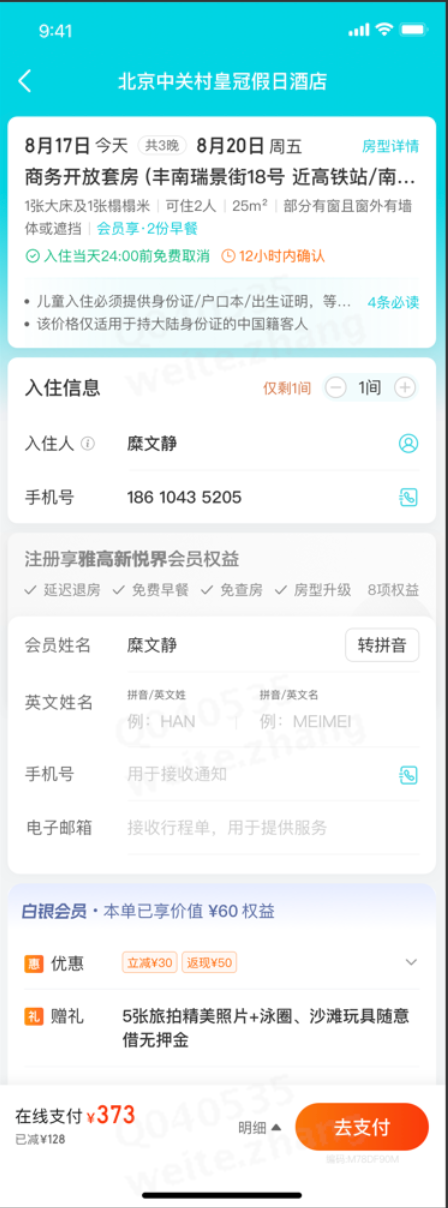 9:41
北京中关村皇冠假日酒店
8月17日 今天 共3晚 8月20日 周五 房型详情
商务开放套房 (丰南瑞景街18号 近高铁站/南...
1张大床及1张榻榻米 | 可住2人 | 25m² | 部分有窗且窗外有墙
体或遮挡 | 会员享·2份早餐
入住当天24:00前免费取消 12小时内确认
• 儿童入住必须提供身份证/户口本/出生证明，等... 4条必读
• 该价格仅适用于持大陆身份证的中国籍客人
入住信息 仅剩1间 1间
入住人 糜文静
手机号 186 1043 5205
注册享雅高新悦界会员权益
延迟退房 免费早餐 免查房 房型升级 8项权益
会员姓名 糜文静 转拼音
英文姓名 拼音/英文姓 拼音/英文名
例：HAN 例：MEIMEI
手机号 用于接收通知
电子邮箱 接收行程单，用于提供服务
白银会员·本单已享价值 ¥60 权益
惠 优惠 立减¥30 返现¥50
礼 赠礼 5张旅拍精美照片+泳圈、沙滩玩具随意
借无押金
在线支付 ¥373 明细 去支付
已减¥128
编码:M78DF90M
Q040535
weite.zhang
Q040535
weite.zhang
Q040535
weite.zhang